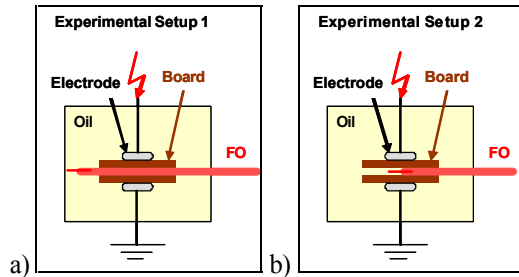 Experimental Setup 1
Electrode
Board
Oil
FO
a)
Experimental Setup 2
Electrode
Board
Oil
FO
b)